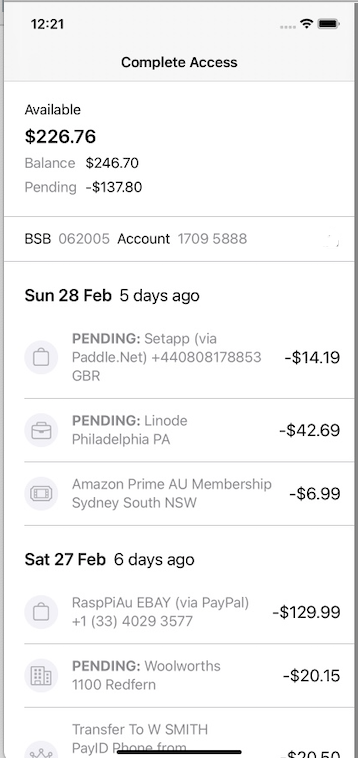 12:21
Complete Access
Available
$226.76
Balance $246.70
Pending -$137.80
BSB 062005 Account 1709 5888
Sun 28 Feb 5 days ago
PENDING: Setapp (via
Paddle.Net) +440808178853
GBR
-$14.19
PENDING: Linode
Philadelphia PA
-$42.69
Amazon Prime AU Membership
Sydney South NSW
-$6.99
Sat 27 Feb 6 days ago
RaspPiAu EBAY (via PayPal)
+1 (33) 4029 3577
-$129.99
PENDING: Woolworths
1100 Redfern
-$20.15
Transfer To W SMITH
PayID Phone from
-$20.50